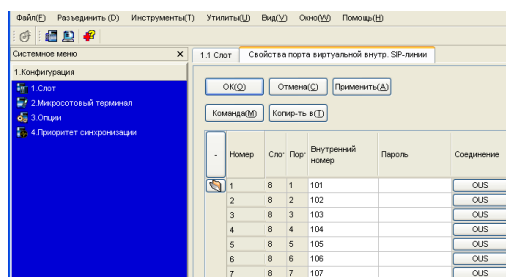 Файл(F) Разъединить (D) Инструменты(T) Утилиты(U) Вид(V) Окно(W) Помощь(H)
Системное меню X
1.1 Слот Свойства порта виртуальной внутр. SIP-линии
1.Конфигурация
1.Слот
2.Микросотовый терминал
3.Опции
4.Приоритет синхронизации
OK(O) Отмена(C) Применить(A)
Команда(M) Копир-ть в(T)
- Номер Слот Порт Внутренний номер Пароль Соединение
1 8 1 101 OUS
2 8 2 102 OUS
3 8 3 103 OUS
4 8 4 104 OUS
5 8 5 105 OUS
6 8 6 106 OUS
7 8 7 107 OUS